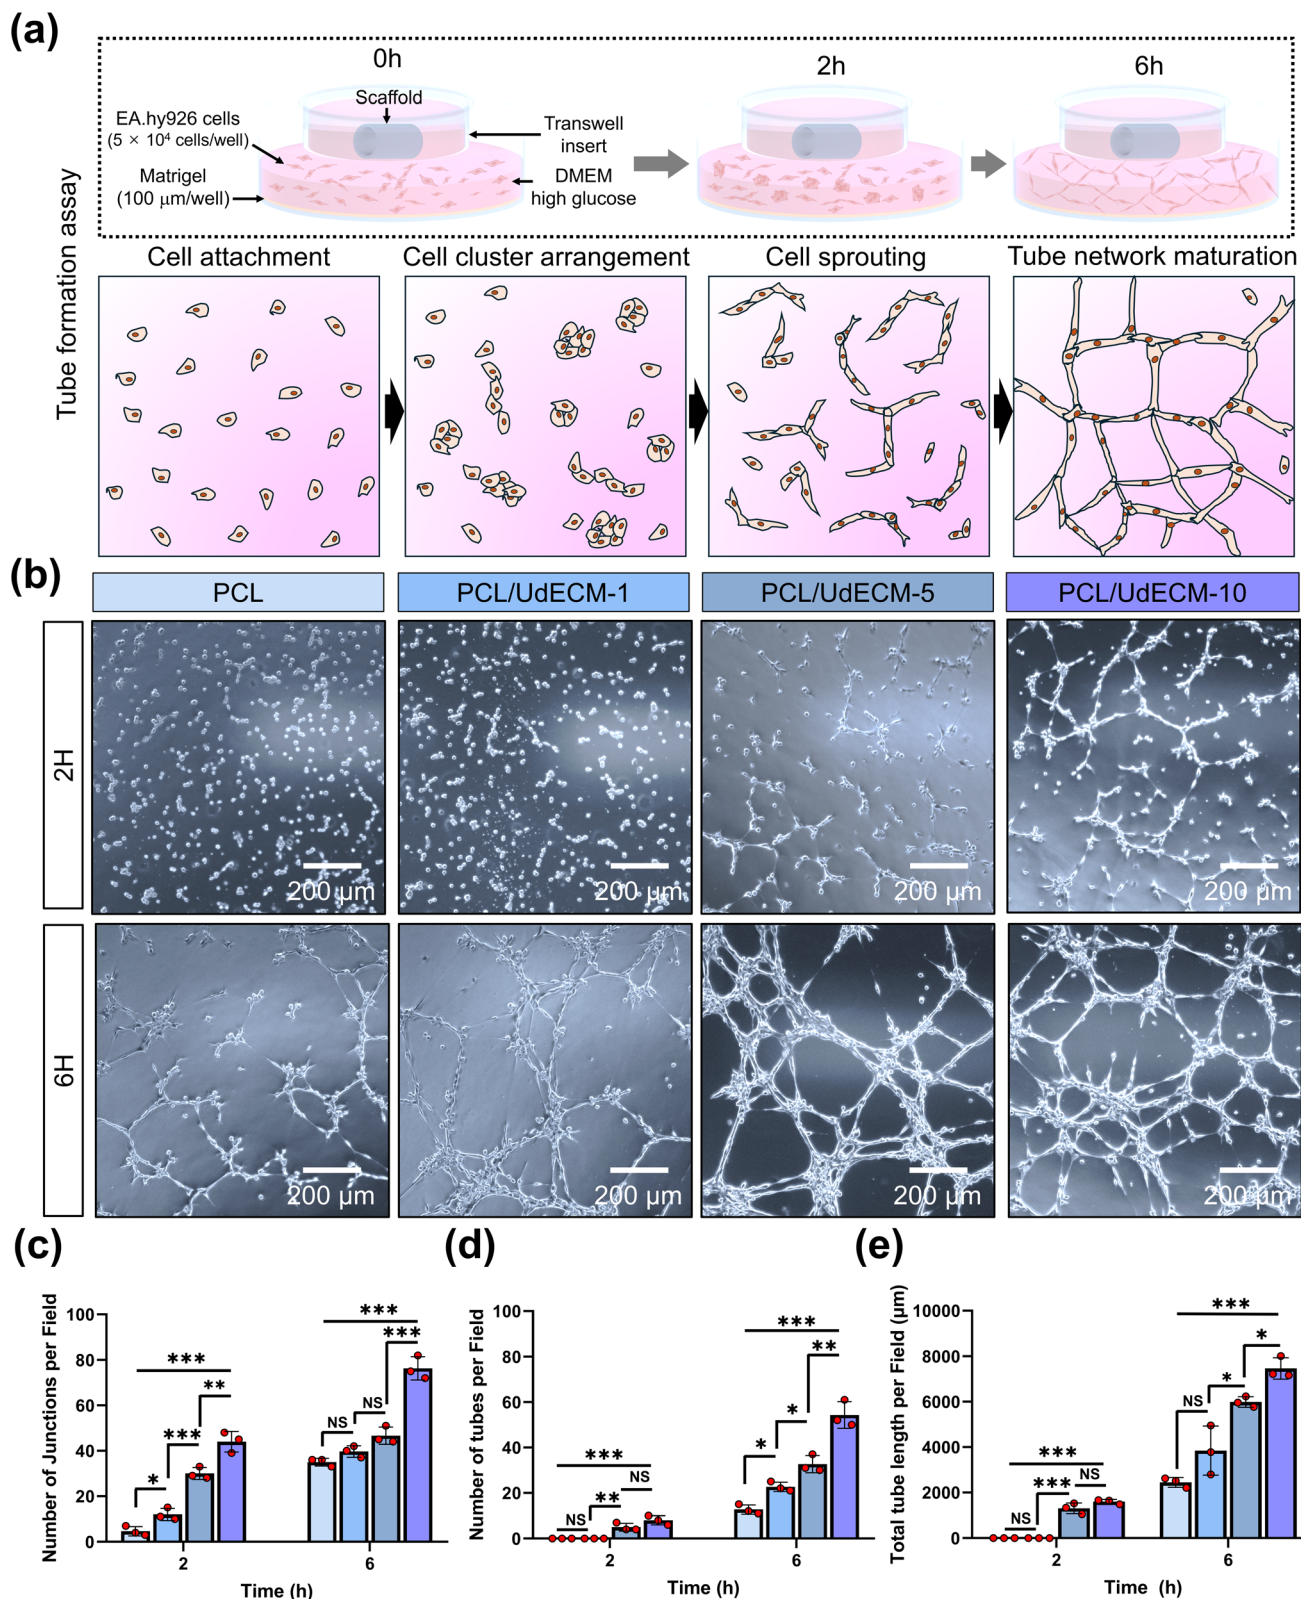 (a)
0h
2h
6h
Scaffold
EA.hy926 cells
(5 × 10⁴ cells/well)
Transwell
insert
Matrigel
(100 µm/well)
DMEM
high glucose
Tube formation assay
Cell attachment
Cell cluster arrangement
Cell sprouting
Tube network maturation
(b)
PCL
PCL/UdECM-1
PCL/UdECM-5
PCL/UdECM-10
2H
200 µm
200 µm
200 µm
200 µm
6H
200 µm
200 µm
200 µm
200 µm
(c)
Number of Junctions per Field
100
80
60
40
20
0
*
***
**
***
NS
NS
***
***
2
6
Time (h)
(d)
Number of tubes per Field
100
80
60
40
20
0
NS
**
NS
***
*
*
**
***
2
6
Time (h)
(e)
Total tube length per Field (µm)
10000
8000
6000
4000
2000
0
NS
***
NS
***
NS
*
*
***
2
6
Time (h)